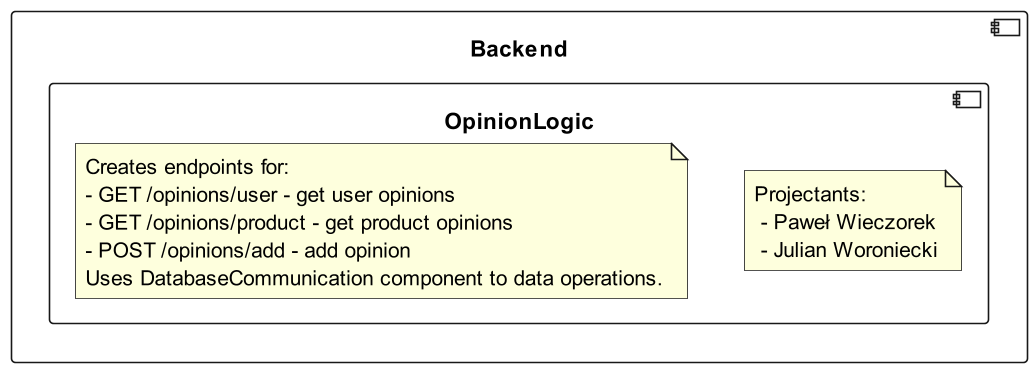 Backend
OpinionLogic
Creates endpoints for:
- GET /opinions/user - get user opinions
- GET /opinions/product - get product opinions
- POST /opinions/add - add opinion
Uses DatabaseCommunication component to data operations.
Projectants:
- Paweł Wieczorek
- Julian Woroniecki